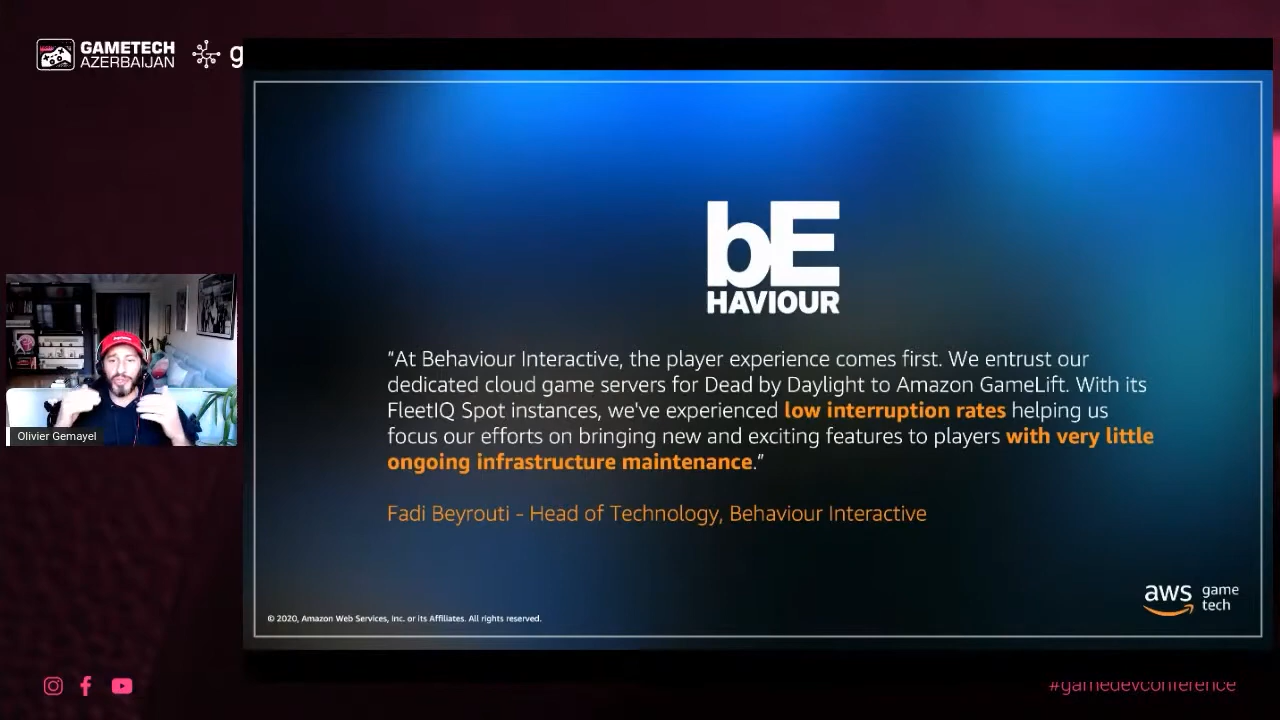 GAMETECH
AZERBAIJAN
g
bE
HAVIOUR
"At Behaviour Interactive, the player experience comes first. We entrust our
dedicated cloud game servers for Dead by Daylight to Amazon GameLift. With its
FleetIQ Spot instances, we've experienced low interruption rates helping us
focus our efforts on bringing new and exciting features to players with very little
ongoing infrastructure maintenance."
Fadi Beyrouti - Head of Technology, Behaviour Interactive
Olivier Gemayel
aws game
tech
© 2020, Amazon Web Services, Inc. or its Affiliates. All rights reserved.
#gamedevconference